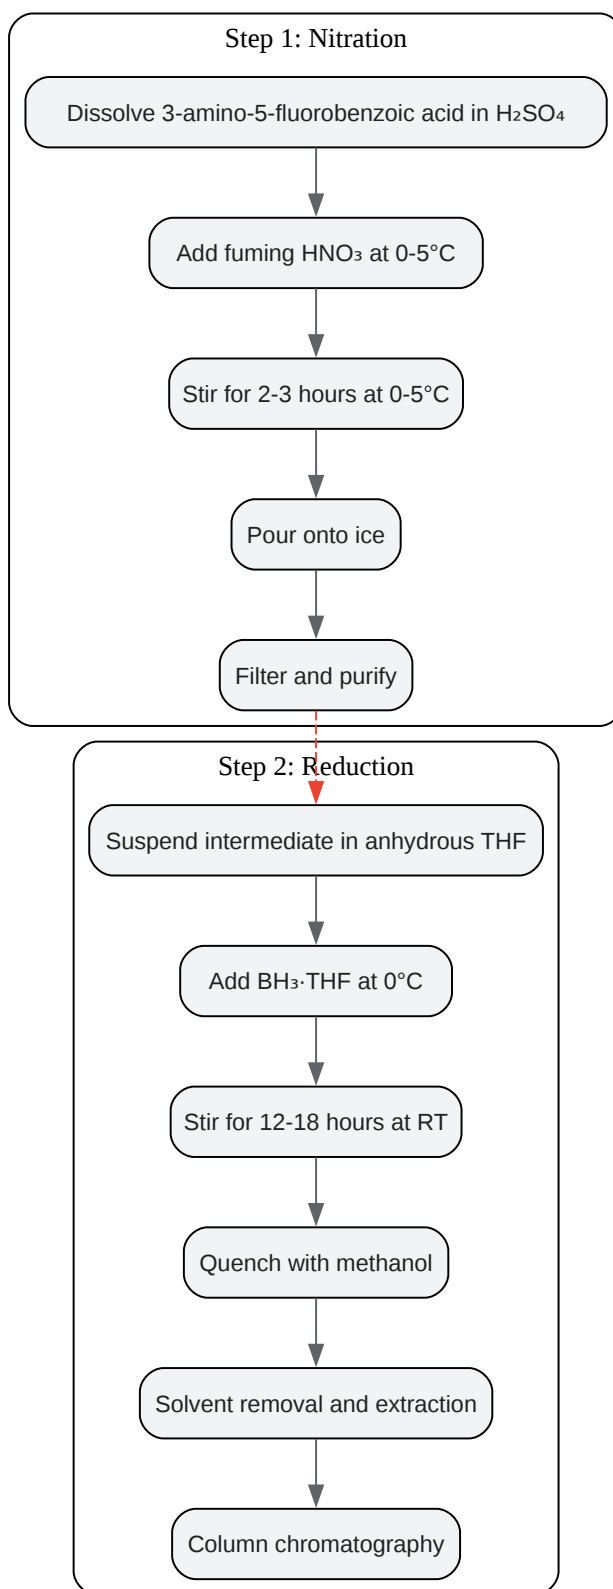 Step 1: Nitration
Dissolve 3-amino-5-fluorobenzoic acid in H₂SO₄
Add fuming HNO₃ at 0-5°C
Stir for 2-3 hours at 0-5°C
Pour onto ice
Filter and purify
Step 2: Reduction
Suspend intermediate in anhydrous THF
Add BH₃·THF at 0°C
Stir for 12-18 hours at RT
Quench with methanol
Solvent removal and extraction
Column chromatography